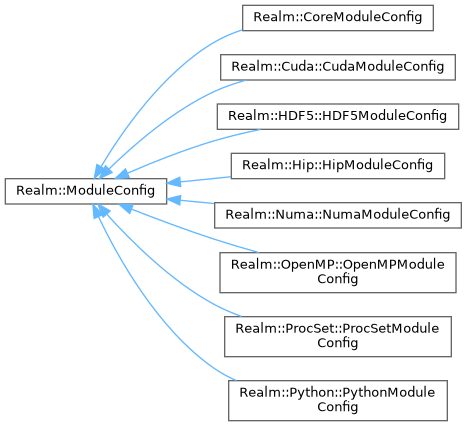 Realm::CoreModuleConfig
Realm::Cuda::CudaModuleConfig
Realm::HDF5::HDF5ModuleConfig
Realm::Hip::HipModuleConfig
Realm::ModuleConfig
Realm::Numa::NumaModuleConfig
Realm::OpenMP::OpenMPModule
Config
Realm::ProcSet::ProcSetModule
Config
Realm::Python::PythonModule
Config